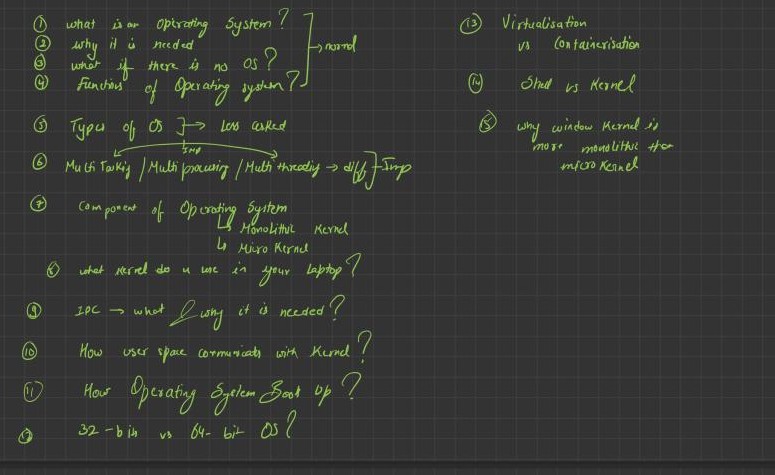 ① what is an Operating System?
② why it is needed
③ what if there is no OS?
④ Functions of Operating system?
→ normal
⑤ Types of OS → Less asked
Imp
⑥ Multi Tasking / Multi processing / Multi threading → diff → Imp
⑦ Component of Operating System
↳ Monolithic Kernel
↳ Micro Kernel
⑧ what kernel do u use in your laptop?
⑨ IPC → what & why it is needed?
⑩ How user space communicates with Kernel?
⑪ How Operating System Boot Up?
⑫ 32-bit vs 64-bit OS?
⑬ Virtualisation
vs Containerisation
⑭ Shell vs Kernel
⑮ why window Kernel is
more monolithic than
micro Kernel